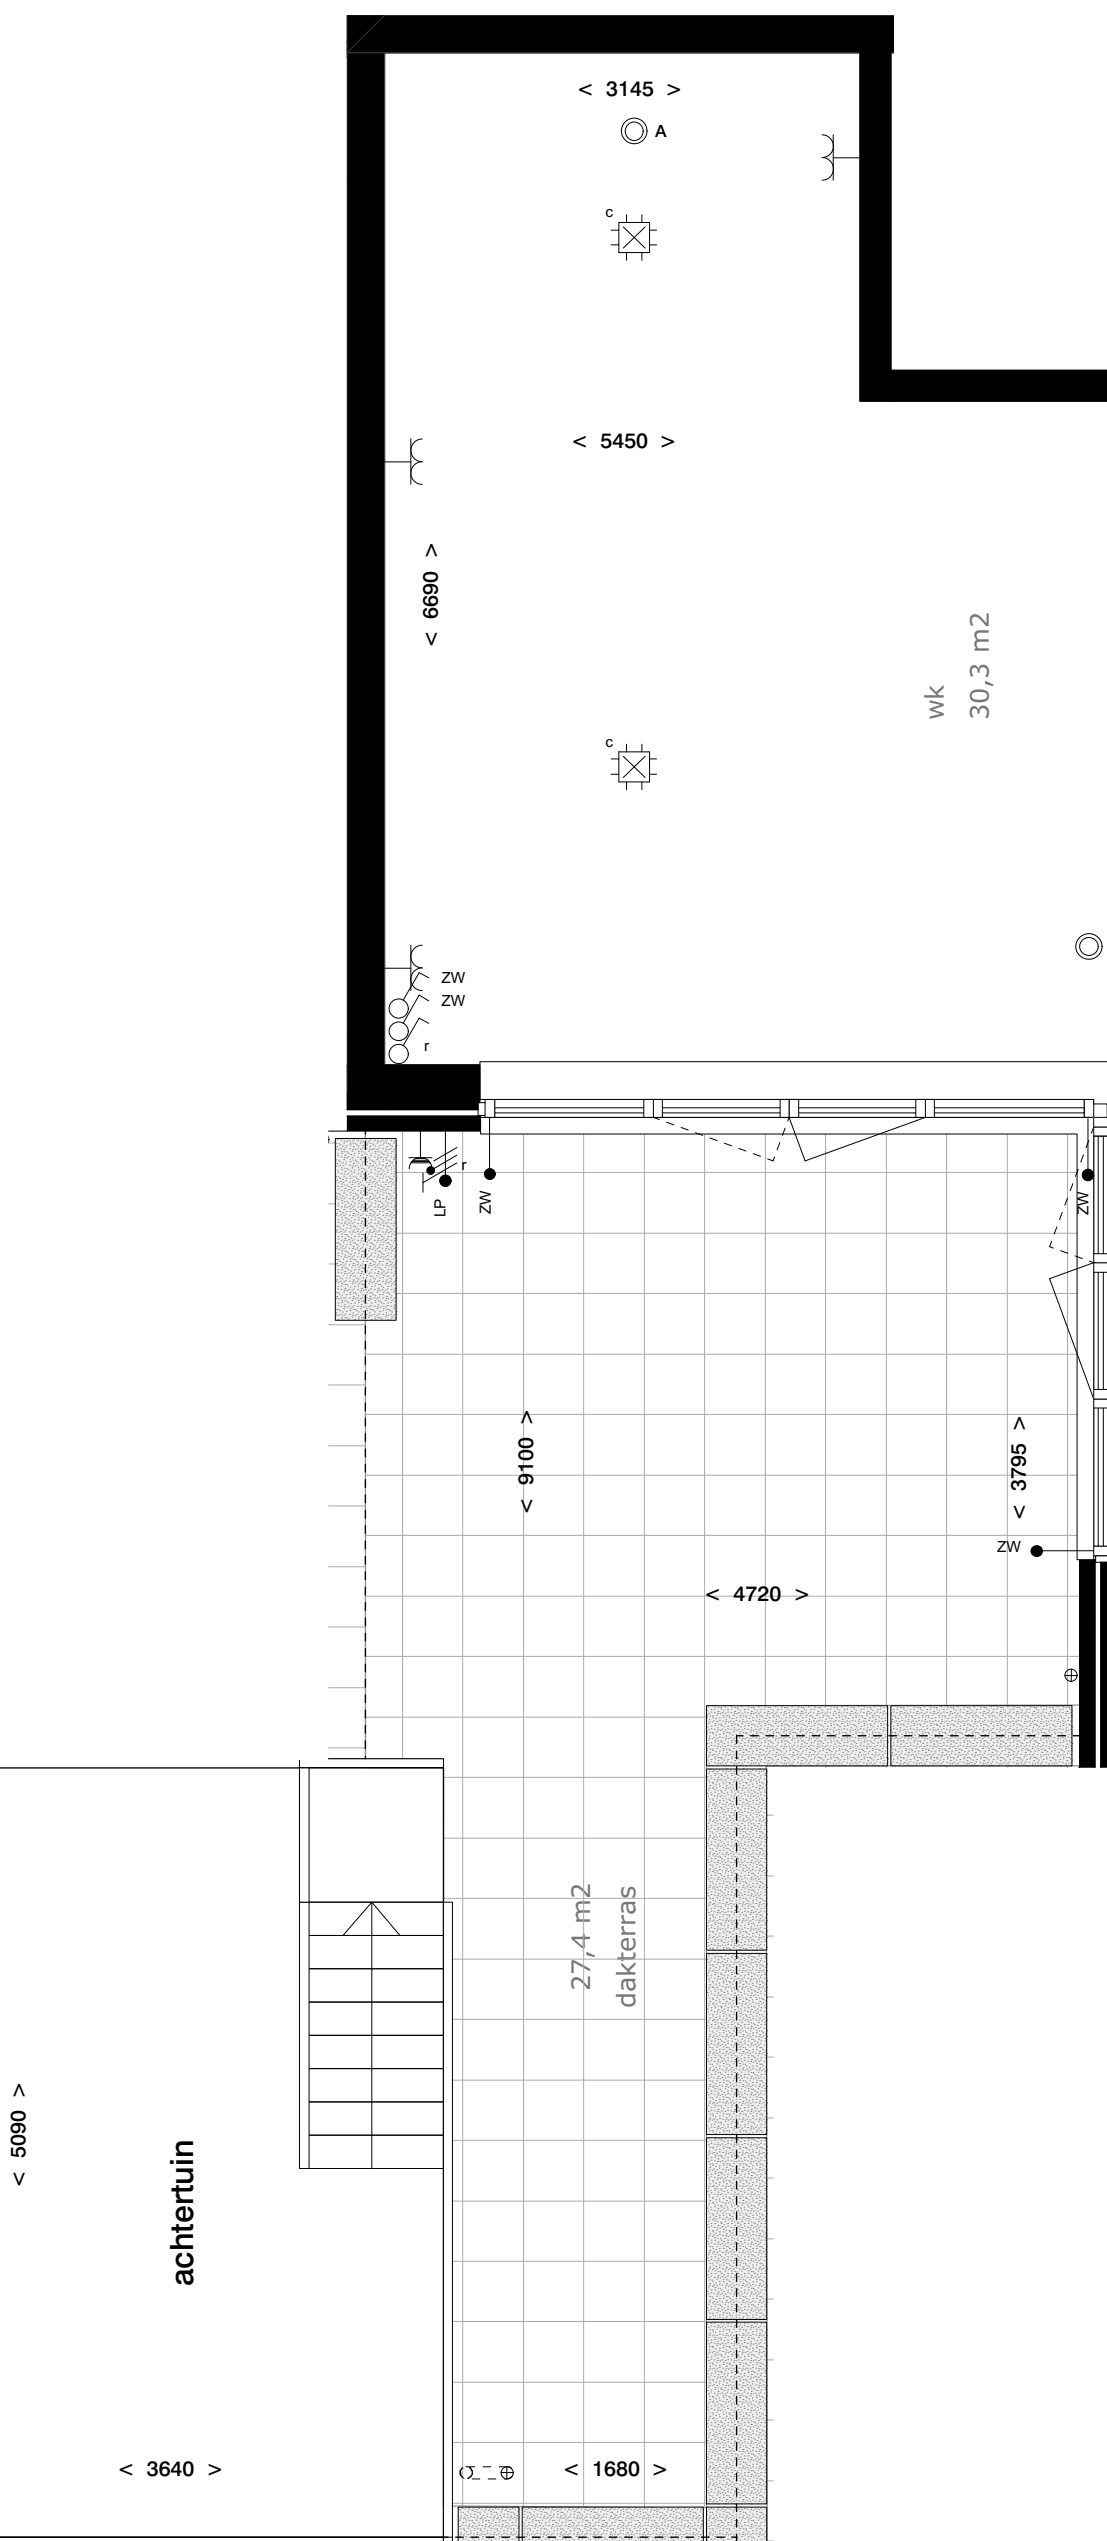 < 3145 >
A
c
< 5450 >
< 6690 >
wk
30,3 m2
c
ZW
ZW
r
r
LP
ZW
ZW
< 9100 >
< 3795 >
ZW
< 4720 >
27,4 m2
dakterras
< 5090 >
achtertuin
< 3640 >
< 1680 >